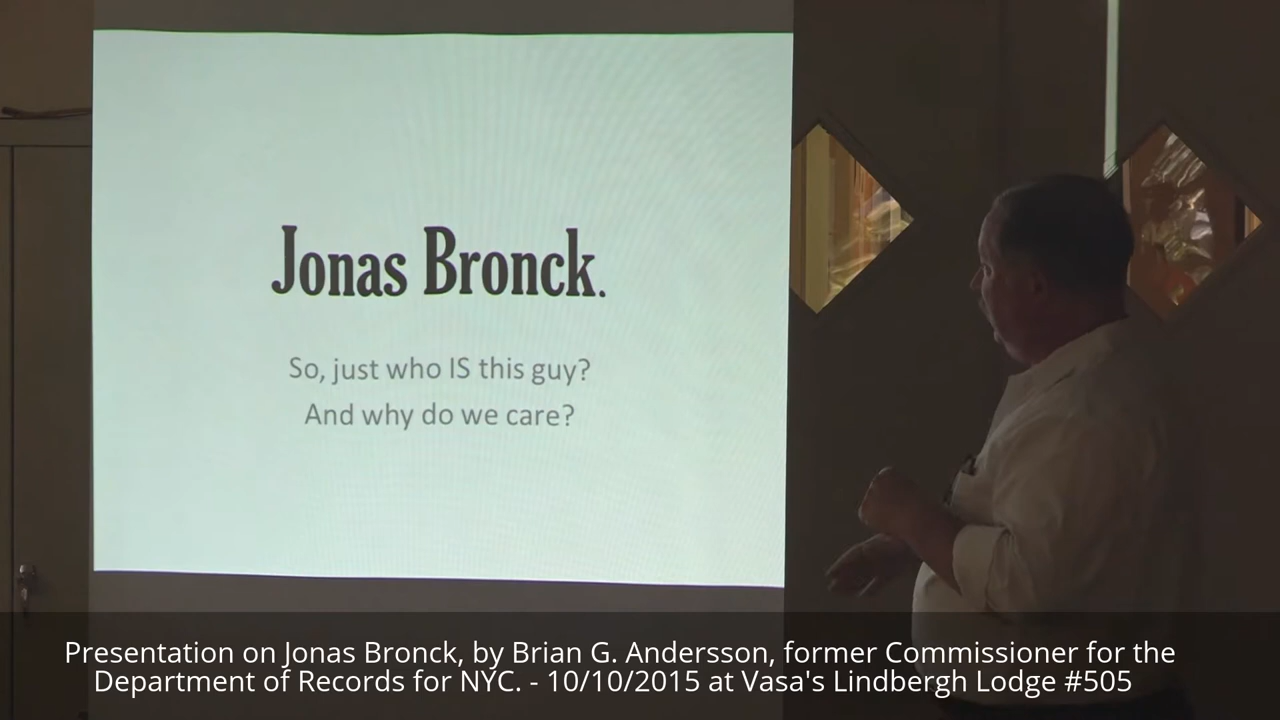 Jonas Bronck.
So, just who IS this guy?
And why do we care?
Presentation on Jonas Bronck, by Brian G. Andersson, former Commissioner for the
Department of Records for NYC. - 10/10/2015 at Vasa's Lindbergh Lodge #505